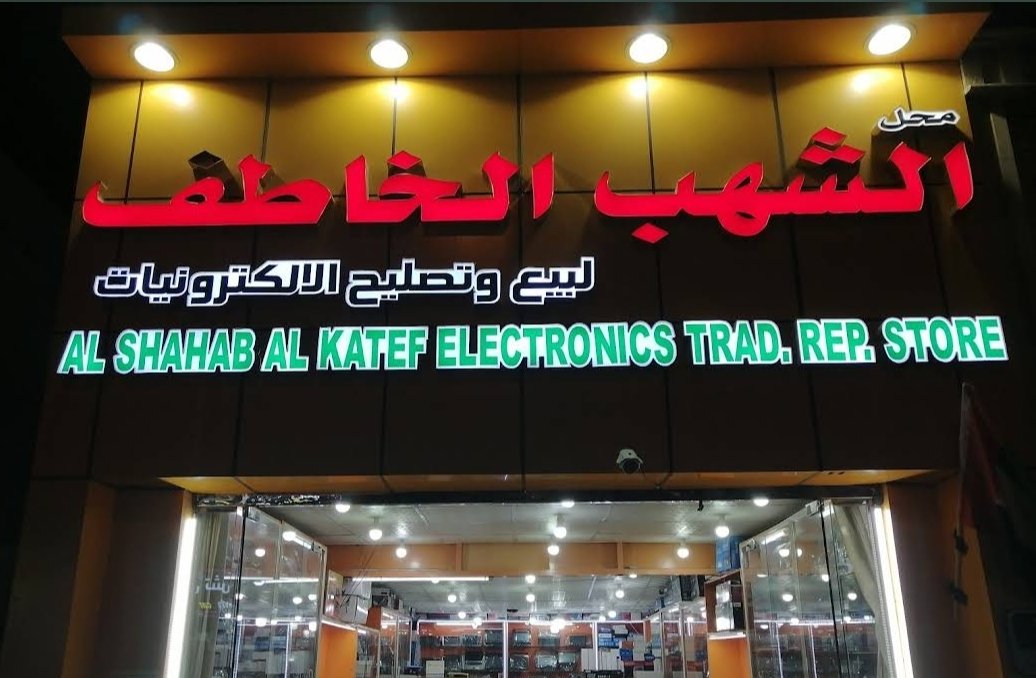 محل
الشهب الخاطف
لبيع وتصليح الالكترونيات
AL SHAHAB AL KATEF ELECTRONICS TRAD. REP. STORE